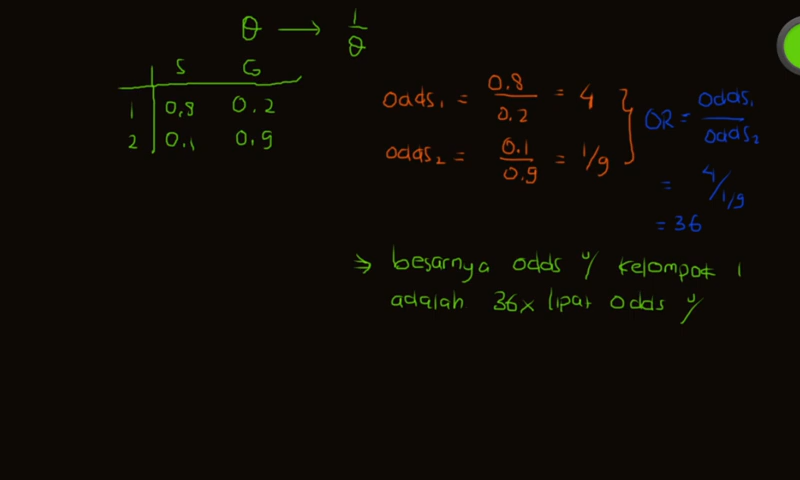 θ → 1/θ
S G
1 0,8 0.2
2 0.1 0.9
odds₁ = 0.8/0.2 = 4
odds₂ = 0.1/0.9 = 1/9
OR = odds₁/odds₂
= 4/1/9
= 36
⇒ besarnya odds u/ kelompok 1
adalah 36x lipat odds u/